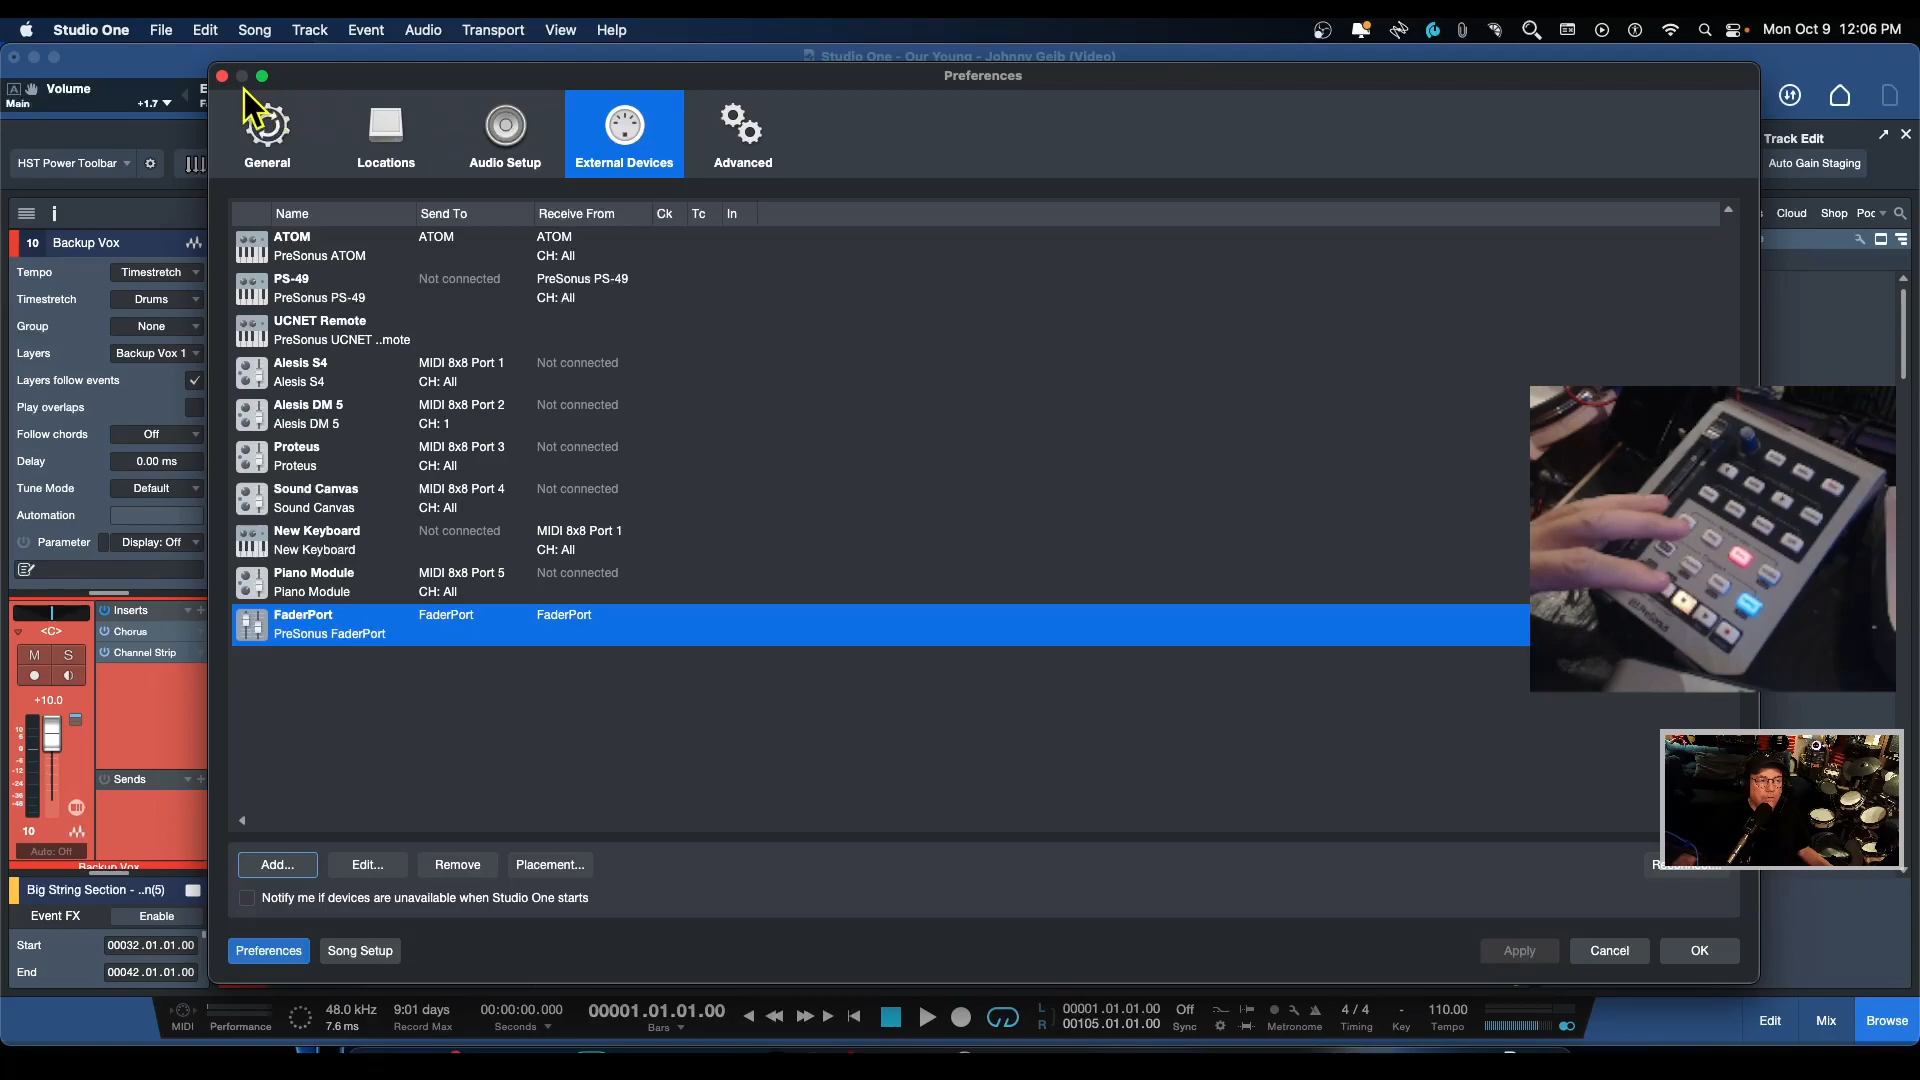 Studio One File Edit Song Track Event Audio Transport View Help Mon Oct 9 12:06 PM
Studio One - Our Young - Johnny Geib (Video)
Volume
Main +1.7
Preferences
General Locations Audio Setup External Devices Advanced
HST Power Toolbar
Track Edit
Auto Gain Staging
Cloud Shop
i
10 Backup Vox
Tempo Timestretch
Timestretch Drums
Group None
Layers Backup Vox 1
Layers follow events
Play overlaps
Follow chords Off
Delay 0.00 ms
Tune Mode Default
Automation
Parameter Display: Off
Name Send To Receive From Ck Tc In
ATOM ATOM ATOM
PreSonus ATOM CH: All
PS-49 Not connected PreSonus PS-49
PreSonus PS-49 CH: All
UCNET Remote
PreSonus UCNET ..mote
Alesis S4 MIDI 8x8 Port 1 Not connected
Alesis S4 CH: All
Alesis DM 5 MIDI 8x8 Port 2 Not connected
Alesis DM 5 CH: 1
Proteus MIDI 8x8 Port 3 Not connected
Proteus CH: All
Sound Canvas MIDI 8x8 Port 4 Not connected
Sound Canvas CH: All
New Keyboard Not connected MIDI 8x8 Port 1
New Keyboard CH: All
Piano Module MIDI 8x8 Port 5 Not connected
Piano Module CH: All
FaderPort FaderPort FaderPort
PreSonus FaderPort
PreSonus
Inserts
<C> Chorus
M S Channel Strip
+10.0
Sends
10
Auto: Off
Backup Vox
Big String Section - ..n(5)
Event FX Enable
Start 00032.01.01.00
End 00042.01.01.00
Add... Edit... Remove Placement...
Notify me if devices are unavailable when Studio One starts
Preferences Song Setup Apply Cancel OK
MIDI Performance
48.0 kHz
7.6 ms
9:01 days
Record Max
00:00:00.000
Seconds
00001.01.01.00
Bars
L 00001.01.01.00
R 00105.01.01.00
Off
Sync
Metronome
4 / 4
Timing
-
Key
110.00
Tempo
Edit Mix Browse